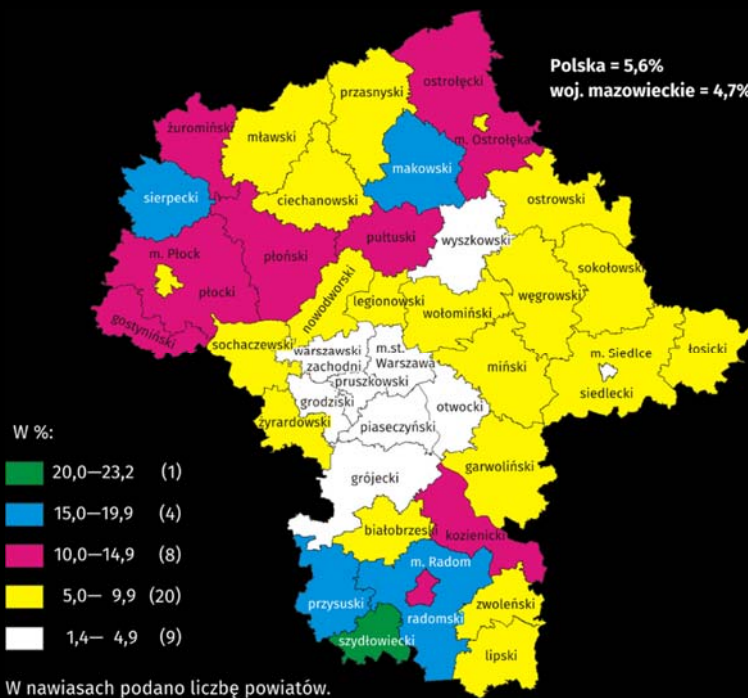 Polska = 5,6%
woj. mazowieckie = 4,7%
ostrołęcki
przasnyski
żuromiński
mławski
m. Ostrołęka
makowski
sierpecki
ciechanowski
ostrowski
pułtuski
wyszkowski
m. Płock
płoński
sokołowski
płocki
nowodworski
legionowski
węgrowski
wołomiński
gostyniński
sochaczewski
warszawski
zachodni
m.st.
Warszawa
m. Siedlce
łosicki
pruszkowski
miński
grodziski
otwocki
siedlecki
żyrardowski
piaseczyński
W %:
garwoliński
grójecki
20,0—23,2 (1)
15,0—19,9 (4)
10,0—14,9 (8)
5,0— 9,9 (20)
1,4— 4,9 (9)
białobrzeski
kozienicki
m. Radom
przysuski
radomski
zwoleński
szydłowiecki
lipski
W nawiasach podano liczbę powiatów.